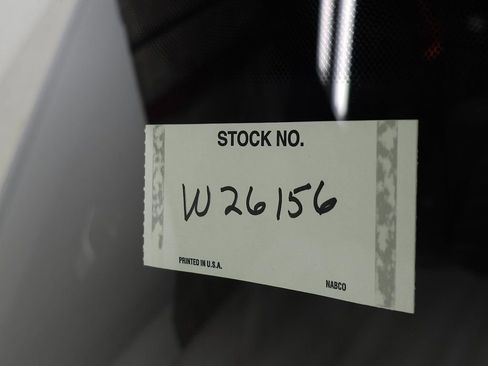 STOCK NO.
W26156
PRINTED IN U.S.A.
NABCO